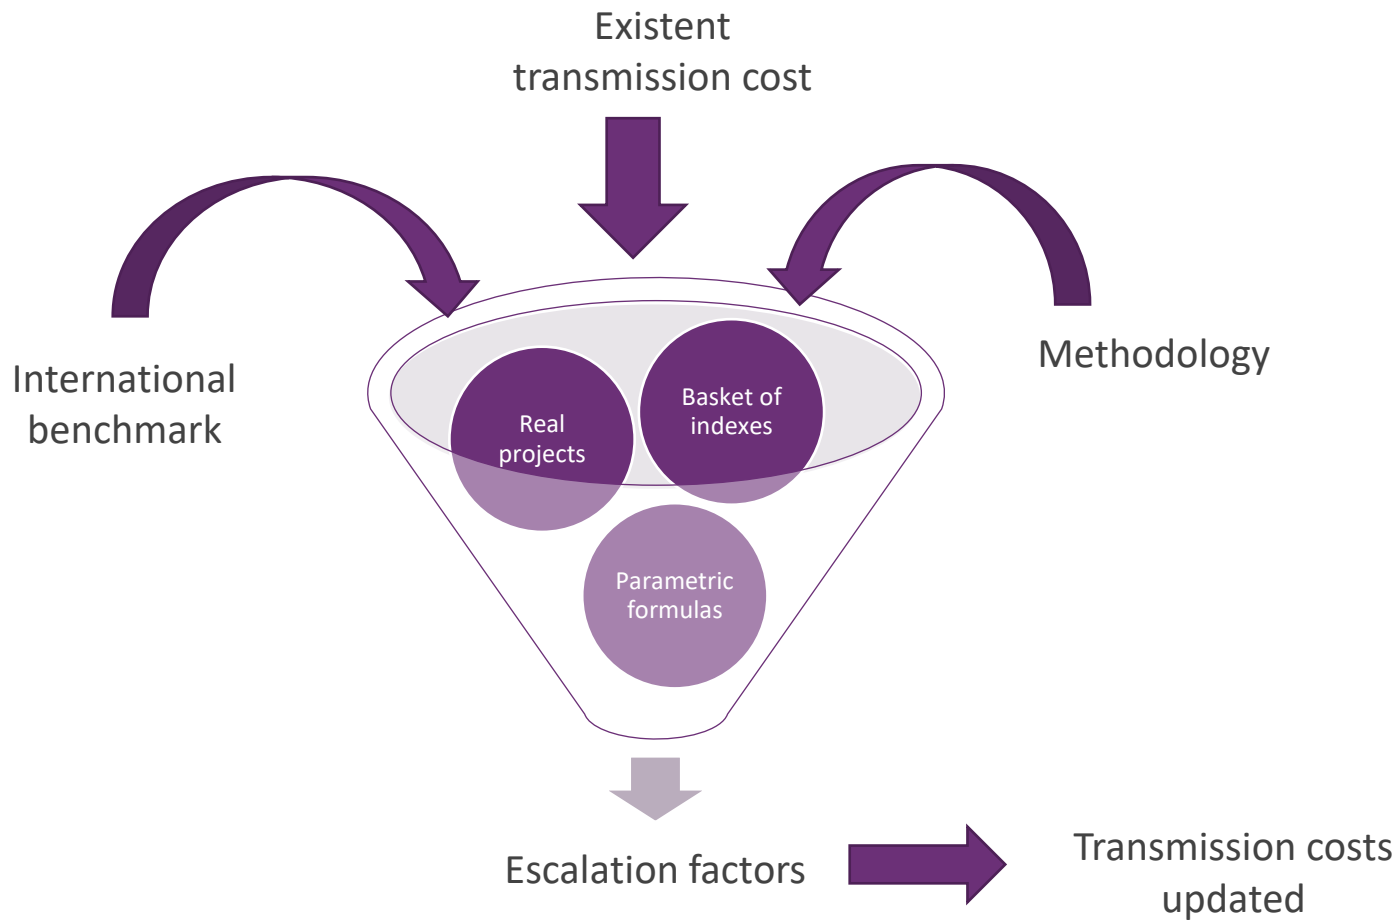 Existent
transmission cost
International
benchmark
Methodology
Real
projects
Basket of
indexes
Parametric
formulas
Escalation factors
Transmission costs
updated